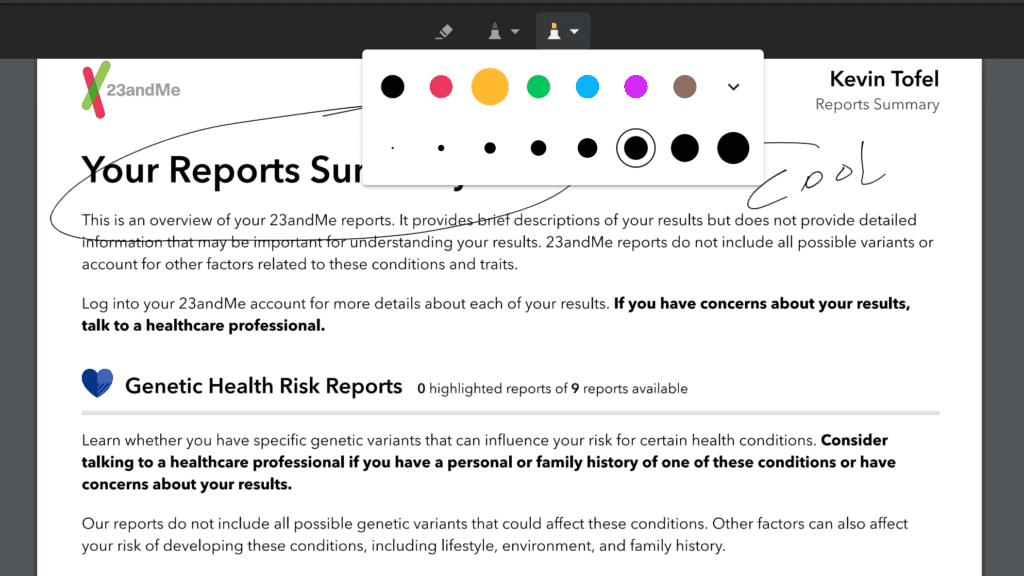 23andMe
Kevin Tofel
Reports Summary
Your Reports
cool
This is an overview of your 23andMe reports. It provides brief descriptions of your results but does not provide detailed
information that may be important for understanding your results. 23andMe reports do not include all possible variants or
account for other factors related to these conditions and traits.
Log into your 23andMe account for more details about each of your results. If you have concerns about your results,
talk to a healthcare professional.
Genetic Health Risk Reports 0 highlighted reports of 9 reports available
Learn whether you have specific genetic variants that can influence your risk for certain health conditions. Consider
talking to a healthcare professional if you have a personal or family history of one of these conditions or have
concerns about your results.
Our reports do not include all possible genetic variants that could affect these conditions. Other factors can also affect
your risk of developing these conditions, including lifestyle, environment, and family history.